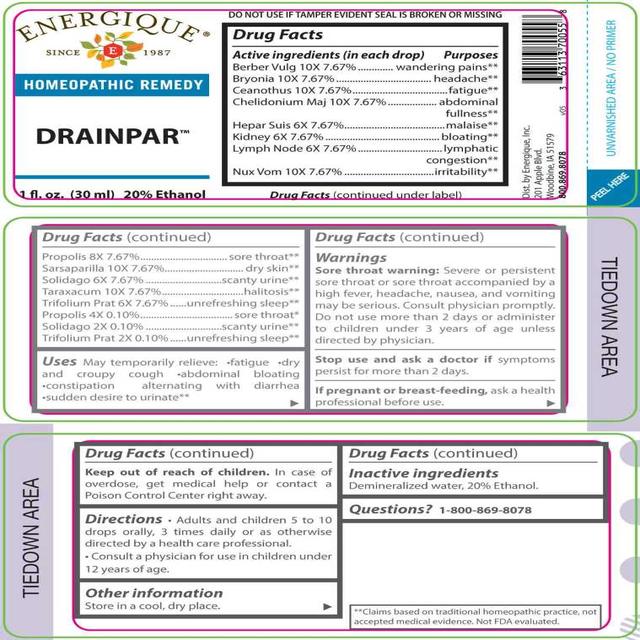 ENERGIQUE®
SINCE E 1987
HOMEOPATHIC REMEDY
DRAINPAR™
1 fl. oz. (30 ml) 20% Ethanol
DO NOT USE IF TAMPER EVIDENT SEAL IS BROKEN OR MISSING
Drug Facts
Active ingredients (in each drop) Purposes
Berber Vulg 10X 7.67%............ wandering pains**
Bryonia 10X 7.67%............headache**
Ceanothus 10X 7.67%............fatigue**
Chelidonium Maj 10X 7.67%............ abdominal
fullness**
Hepar Suis 6X 7.67%............malaise**
Kidney 6X 7.67%............bloating**
Lymph Node 6X 7.67%............lymphatic
congestion**
Nux Vom 10X 7.67%............irritability**
Drug Facts (continued under label)
Dist. by Energique, Inc.
201 Apple Blvd.
Woodbine, IA 51579
800.869.8078 v05
3 63113 70055 8
UNVARNISHED AREA / NO PRIMER
PEEL HERE
Drug Facts (continued)
Propolis 8X 7.67%............ sore throat**
Sarsaparilla 10X 7.67%............ dry skin**
Solidago 6X 7.67%............scanty urine**
Taraxacum 10X 7.67%............halitosis**
Trifolium Prat 6X 7.67%......unrefreshing sleep**
Propolis 4X 0.10%............ sore throat*
Solidago 2X 0.10%............scanty urine**
Trifolium Prat 2X 0.10%......unrefreshing sleep**
Uses May temporarily relieve: •fatigue •dry
and croupy cough •abdominal bloating
•constipation alternating with diarrhea
•sudden desire to urinate**
Drug Facts (continued)
Warnings
Sore throat warning: Severe or persistent
sore throat or sore throat accompanied by a
high fever, headache, nausea, and vomiting
may be serious. Consult physician promptly.
Do not use more than 2 days or administer
to children under 3 years of age unless
directed by physician.
Stop use and ask a doctor if symptoms
persist for more than 2 days.
If pregnant or breast-feeding, ask a health
professional before use.
TIEDOWN AREA
TIEDOWN AREA
Drug Facts (continued)
Keep out of reach of children. In case of
overdose, get medical help or contact a
Poison Control Center right away.
Directions • Adults and children 5 to 10
drops orally, 3 times daily or as otherwise
directed by a health care professional.
• Consult a physician for use in children under
12 years of age.
Other information
Store in a cool, dry place.
Drug Facts (continued)
Inactive ingredients
Demineralized water, 20% Ethanol.
Questions? 1-800-869-8078
**Claims based on traditional homeopathic practice, not
accepted medical evidence. Not FDA evaluated.